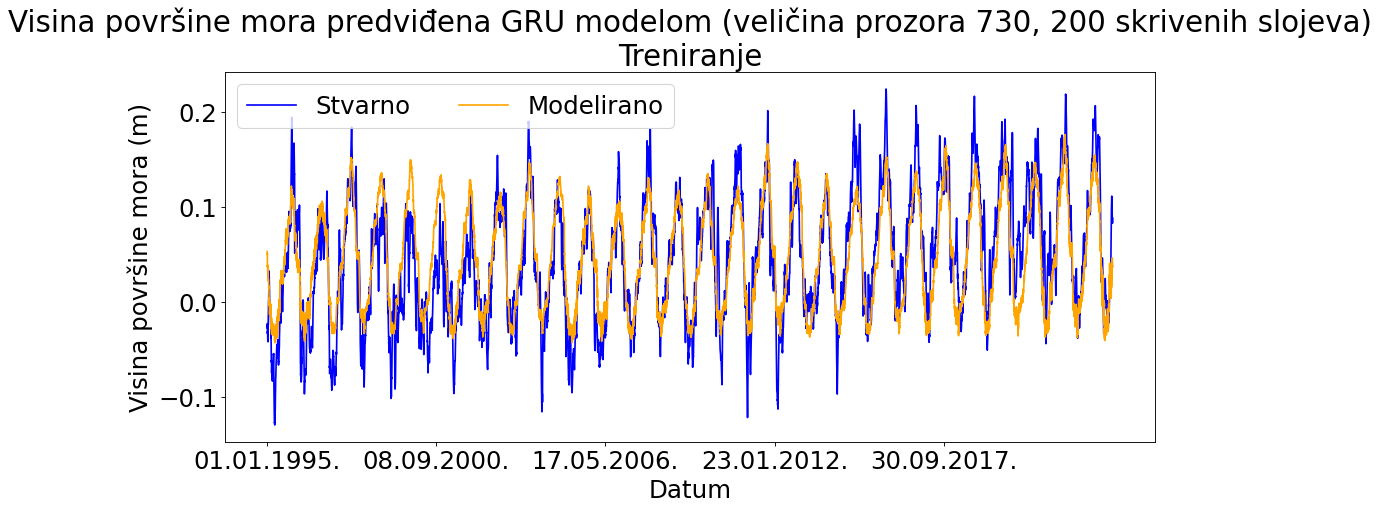 Visina površine mora predviđena GRU modelom (veličina prozora 730, 200 skrivenih slojeva)
Treniranje
Stvarno
Modelirano
Visina površine mora (m)
0.2
0.1
0.0
−0.1
01.01.1995.
08.09.2000.
17.05.2006.
23.01.2012.
30.09.2017.
Datum